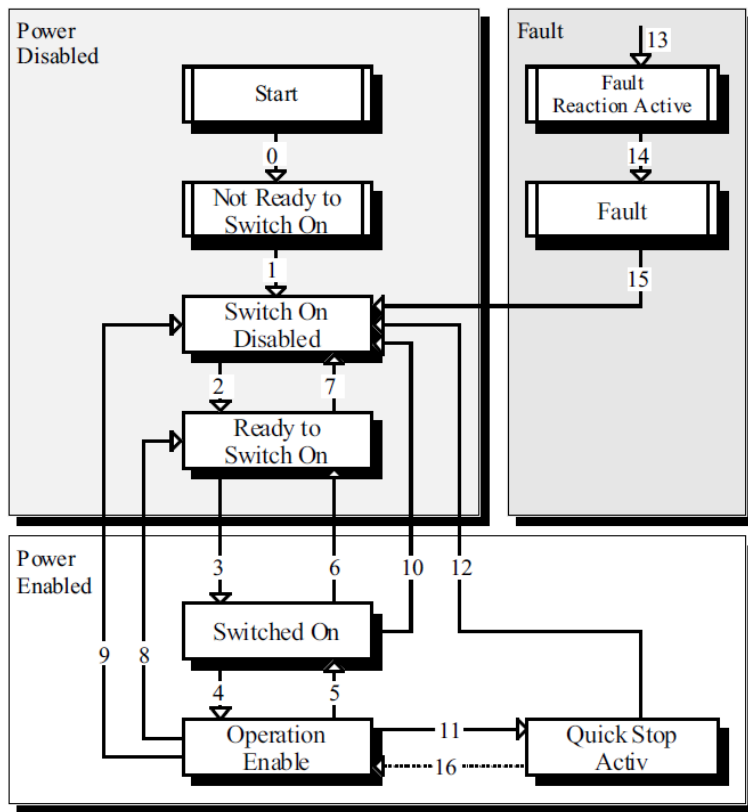 Power
Disabled
Start
0
Not Ready to
Switch On
1
Switch On
Disabled
2
7
Ready to
Switch On
Fault
13
Fault
Reaction Active
14
Fault
15
Power
Enabled
3
6
10
12
Switched On
9
8
4
5
Operation
Enable
11
16
Quick Stop
Activ